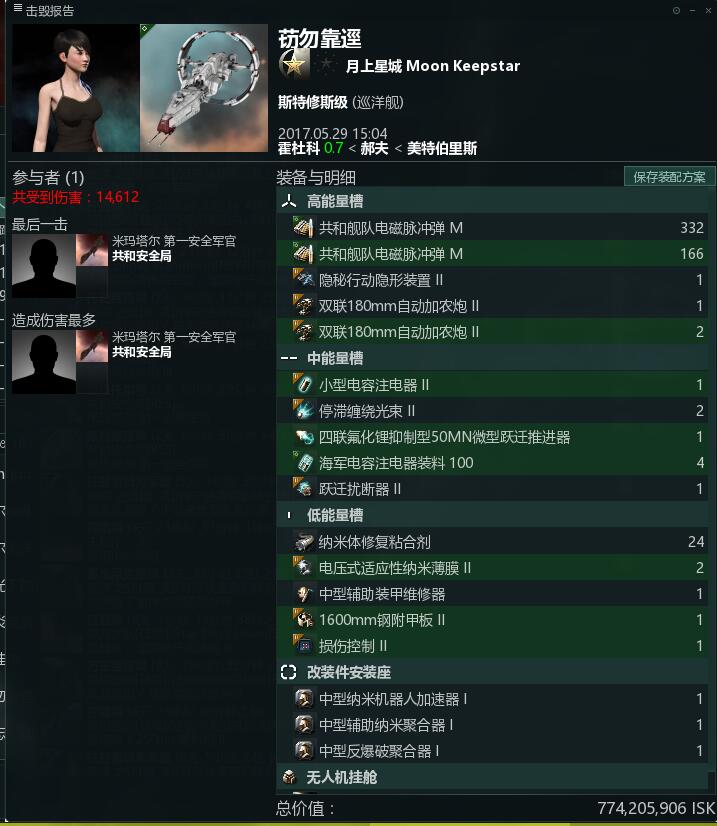 击毁报告
苆勿靠逕
月上星城 Moon Keepstar
斯特修斯级 (巡洋舰)
2017.05.29 15:04
霍杜科 0.7 < 郝夫 < 美特伯里斯
参与者 (1)
共受到伤害：14,612
最后一击
米玛塔尔 第一安全军官
共和安全局
造成伤害最多
米玛塔尔 第一安全军官
共和安全局
装备与明细
保存装配方案
高能量槽
共和舰队电磁脉冲弹 M 332
共和舰队电磁脉冲弹 M 166
隐秘行动隐形装置 II 1
双联180mm自动加农炮 II 1
双联180mm自动加农炮 II 2
中能量槽
小型电容注电器 II 1
停滞缠绕光束 II 2
四联氟化锂抑制型50MN微型跃迁推进器 1
海军电容注电器装料 100 4
跃迁扰断器 II 1
低能量槽
纳米体修复粘合剂 24
电压式适应性纳米薄膜 II 2
中型辅助装甲维修器 1
1600mm钢附甲板 II 1
损伤控制 II 1
改装件安装座
中型纳米机器人加速器 I 1
中型辅助纳米聚合器 I 1
中型反爆破聚合器 I 1
无人机挂舱
总价值： 774,205,906 ISK